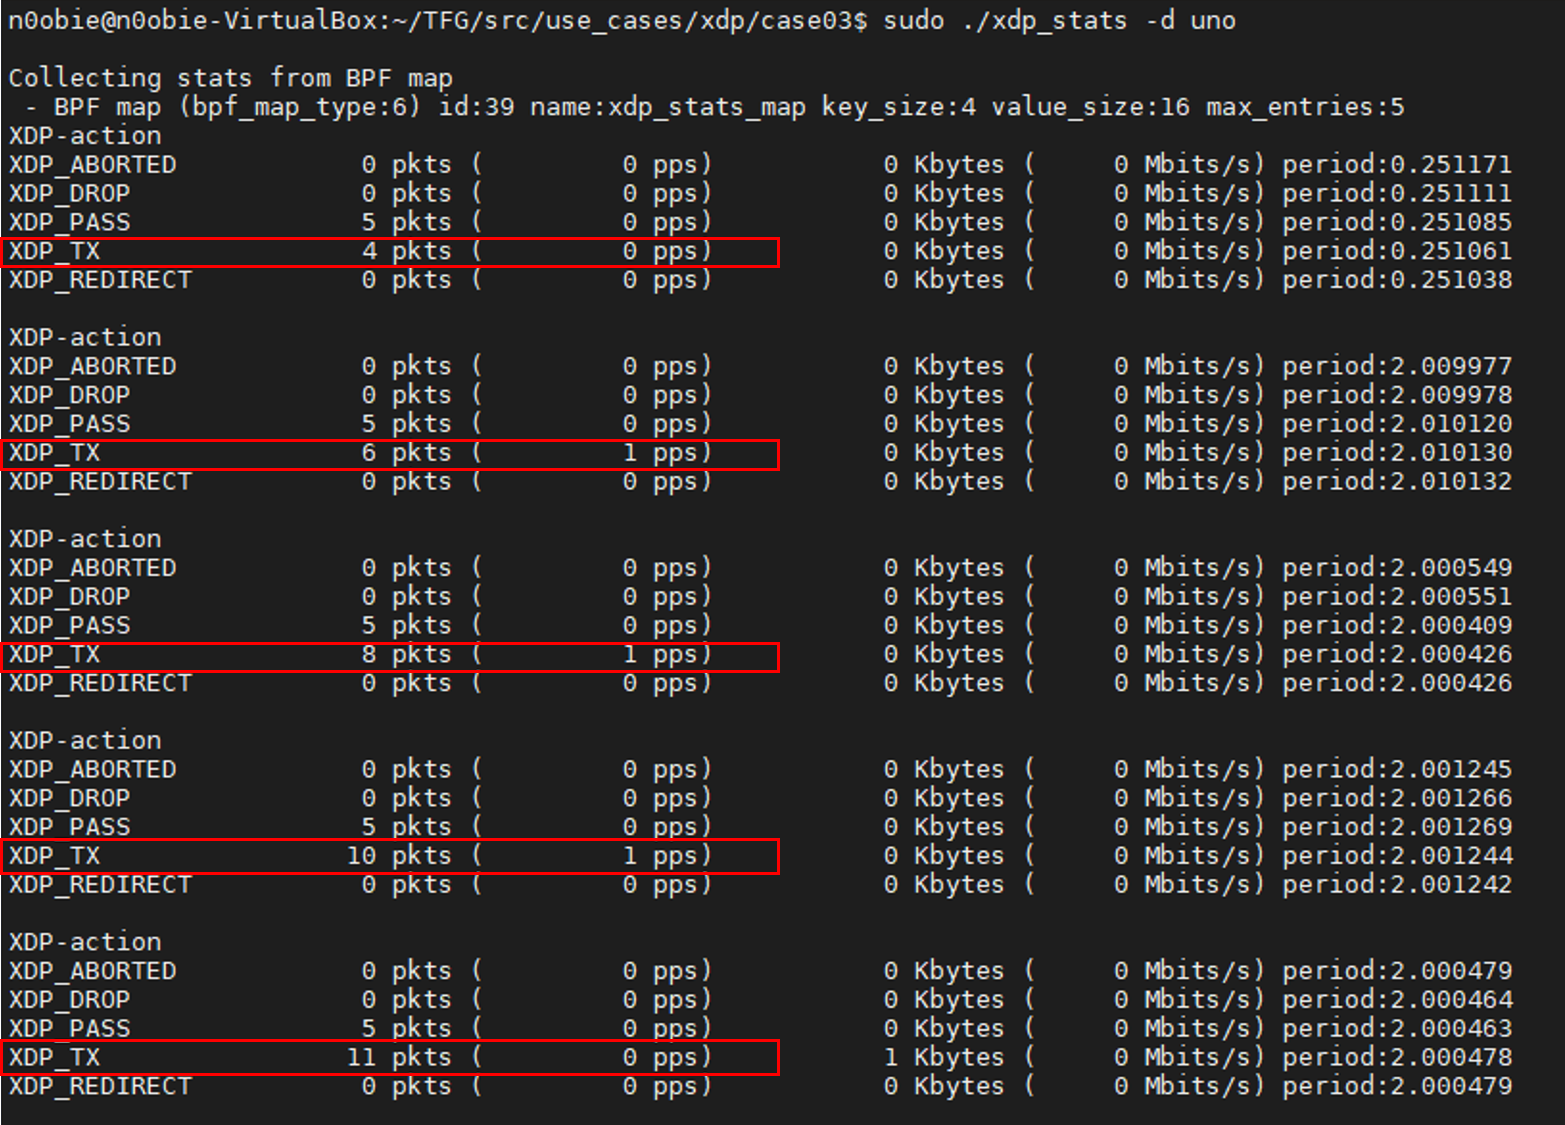 n0obie@n0obie-VirtualBox:~/TFG/src/use_cases/xdp/case03$ sudo ./xdp_stats -d uno
Collecting stats from BPF map
 - BPF map (bpf_map_type:6) id:39 name:xdp_stats_map key_size:4 value_size:16 max_entries:5
XDP-action
XDP_ABORTED            0 pkts (         0 pps)           0 Kbytes (     0 Mbits/s) period:0.251171
XDP_DROP               0 pkts (         0 pps)           0 Kbytes (     0 Mbits/s) period:0.251111
XDP_PASS               5 pkts (         0 pps)           0 Kbytes (     0 Mbits/s) period:0.251085
XDP_TX                 4 pkts (         0 pps)           0 Kbytes (     0 Mbits/s) period:0.251061
XDP_REDIRECT           0 pkts (         0 pps)           0 Kbytes (     0 Mbits/s) period:0.251038
XDP-action
XDP_ABORTED            0 pkts (         0 pps)           0 Kbytes (     0 Mbits/s) period:2.009977
XDP_DROP               0 pkts (         0 pps)           0 Kbytes (     0 Mbits/s) period:2.009978
XDP_PASS               5 pkts (         0 pps)           0 Kbytes (     0 Mbits/s) period:2.010120
XDP_TX                 6 pkts (         1 pps)           0 Kbytes (     0 Mbits/s) period:2.010130
XDP_REDIRECT           0 pkts (         0 pps)           0 Kbytes (     0 Mbits/s) period:2.010132
XDP-action
XDP_ABORTED            0 pkts (         0 pps)           0 Kbytes (     0 Mbits/s) period:2.000549
XDP_DROP               0 pkts (         0 pps)           0 Kbytes (     0 Mbits/s) period:2.000551
XDP_PASS               5 pkts (         0 pps)           0 Kbytes (     0 Mbits/s) period:2.000409
XDP_TX                 8 pkts (         1 pps)           0 Kbytes (     0 Mbits/s) period:2.000426
XDP_REDIRECT           0 pkts (         0 pps)           0 Kbytes (     0 Mbits/s) period:2.000426
XDP-action
XDP_ABORTED            0 pkts (         0 pps)           0 Kbytes (     0 Mbits/s) period:2.001245
XDP_DROP               0 pkts (         0 pps)           0 Kbytes (     0 Mbits/s) period:2.001266
XDP_PASS               5 pkts (         0 pps)           0 Kbytes (     0 Mbits/s) period:2.001269
XDP_TX                10 pkts (         1 pps)           0 Kbytes (     0 Mbits/s) period:2.001244
XDP_REDIRECT           0 pkts (         0 pps)           0 Kbytes (     0 Mbits/s) period:2.001242
XDP-action
XDP_ABORTED            0 pkts (         0 pps)           0 Kbytes (     0 Mbits/s) period:2.000479
XDP_DROP               0 pkts (         0 pps)           0 Kbytes (     0 Mbits/s) period:2.000464
XDP_PASS               5 pkts (         0 pps)           0 Kbytes (     0 Mbits/s) period:2.000463
XDP_TX                11 pkts (         0 pps)           1 Kbytes (     0 Mbits/s) period:2.000478
XDP_REDIRECT           0 pkts (         0 pps)           0 Kbytes (     0 Mbits/s) period:2.000479